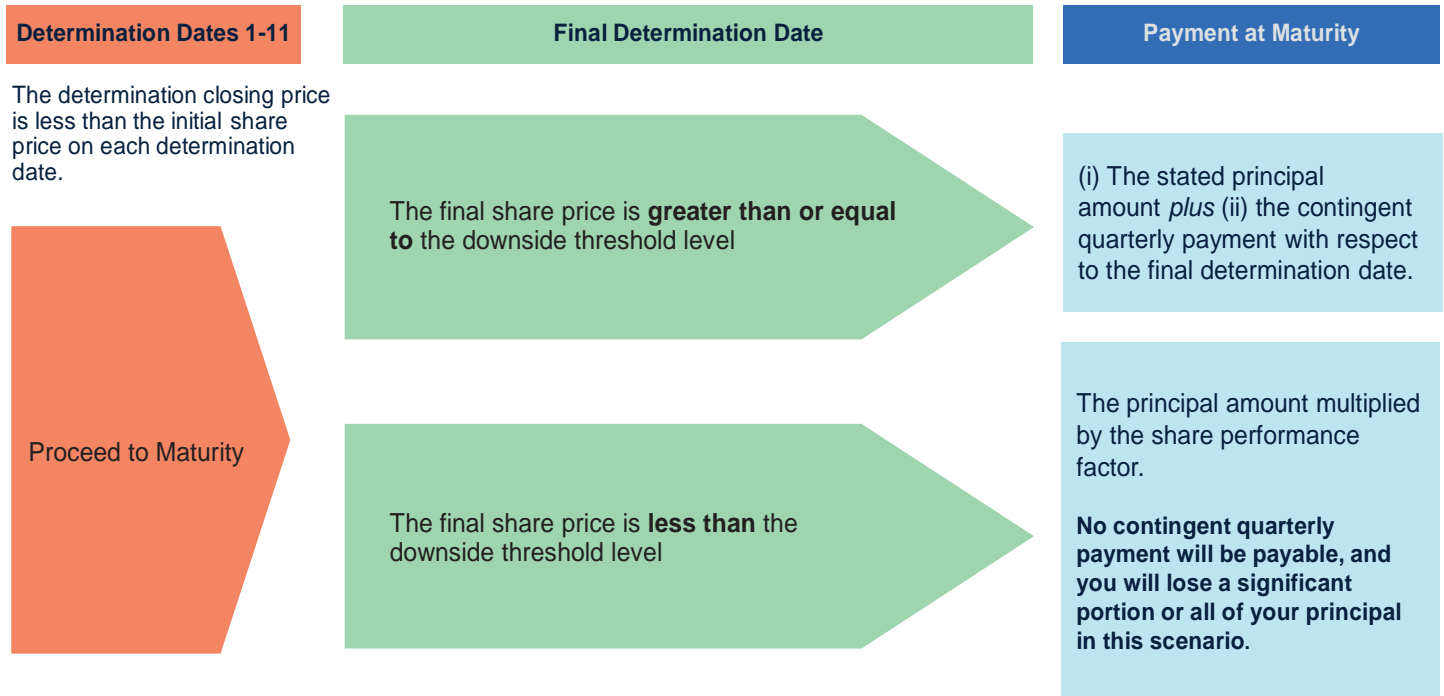 Determination Dates 1-11
Final Determination Date
Payment at Maturity
The determination closing price
is less than the initial share
price on each determination
date.
Proceed to Maturity
The final share price is greater than or equal
to the downside threshold level
(i) The stated principal
amount plus (ii) the contingent
quarterly payment with respect
to the final determination date.
The final share price is less than the
downside threshold level
The principal amount multiplied
by the share performance
factor.
No contingent quarterly
payment will be payable, and
you will lose a significant
portion or all of your principal
in this scenario.